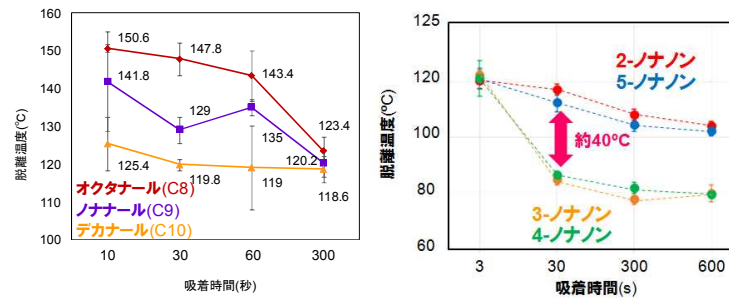 160
150
140
130
120
110
100
脱離温度(℃)
150.6
147.8
143.4
123.4
141.8
129
135
120.2
125.4
119.8
119
118.6
オクタナール(C8)
ノナナール(C9)
デカナール(C10)
10
30
60
300
吸着時間(秒)
125
120
100
80
60
脱離温度(℃)
2-ノナノン
5-ノナノン
約40℃
3-ノナノン
4-ノナノン
3
30
300
600
吸着時間(s)